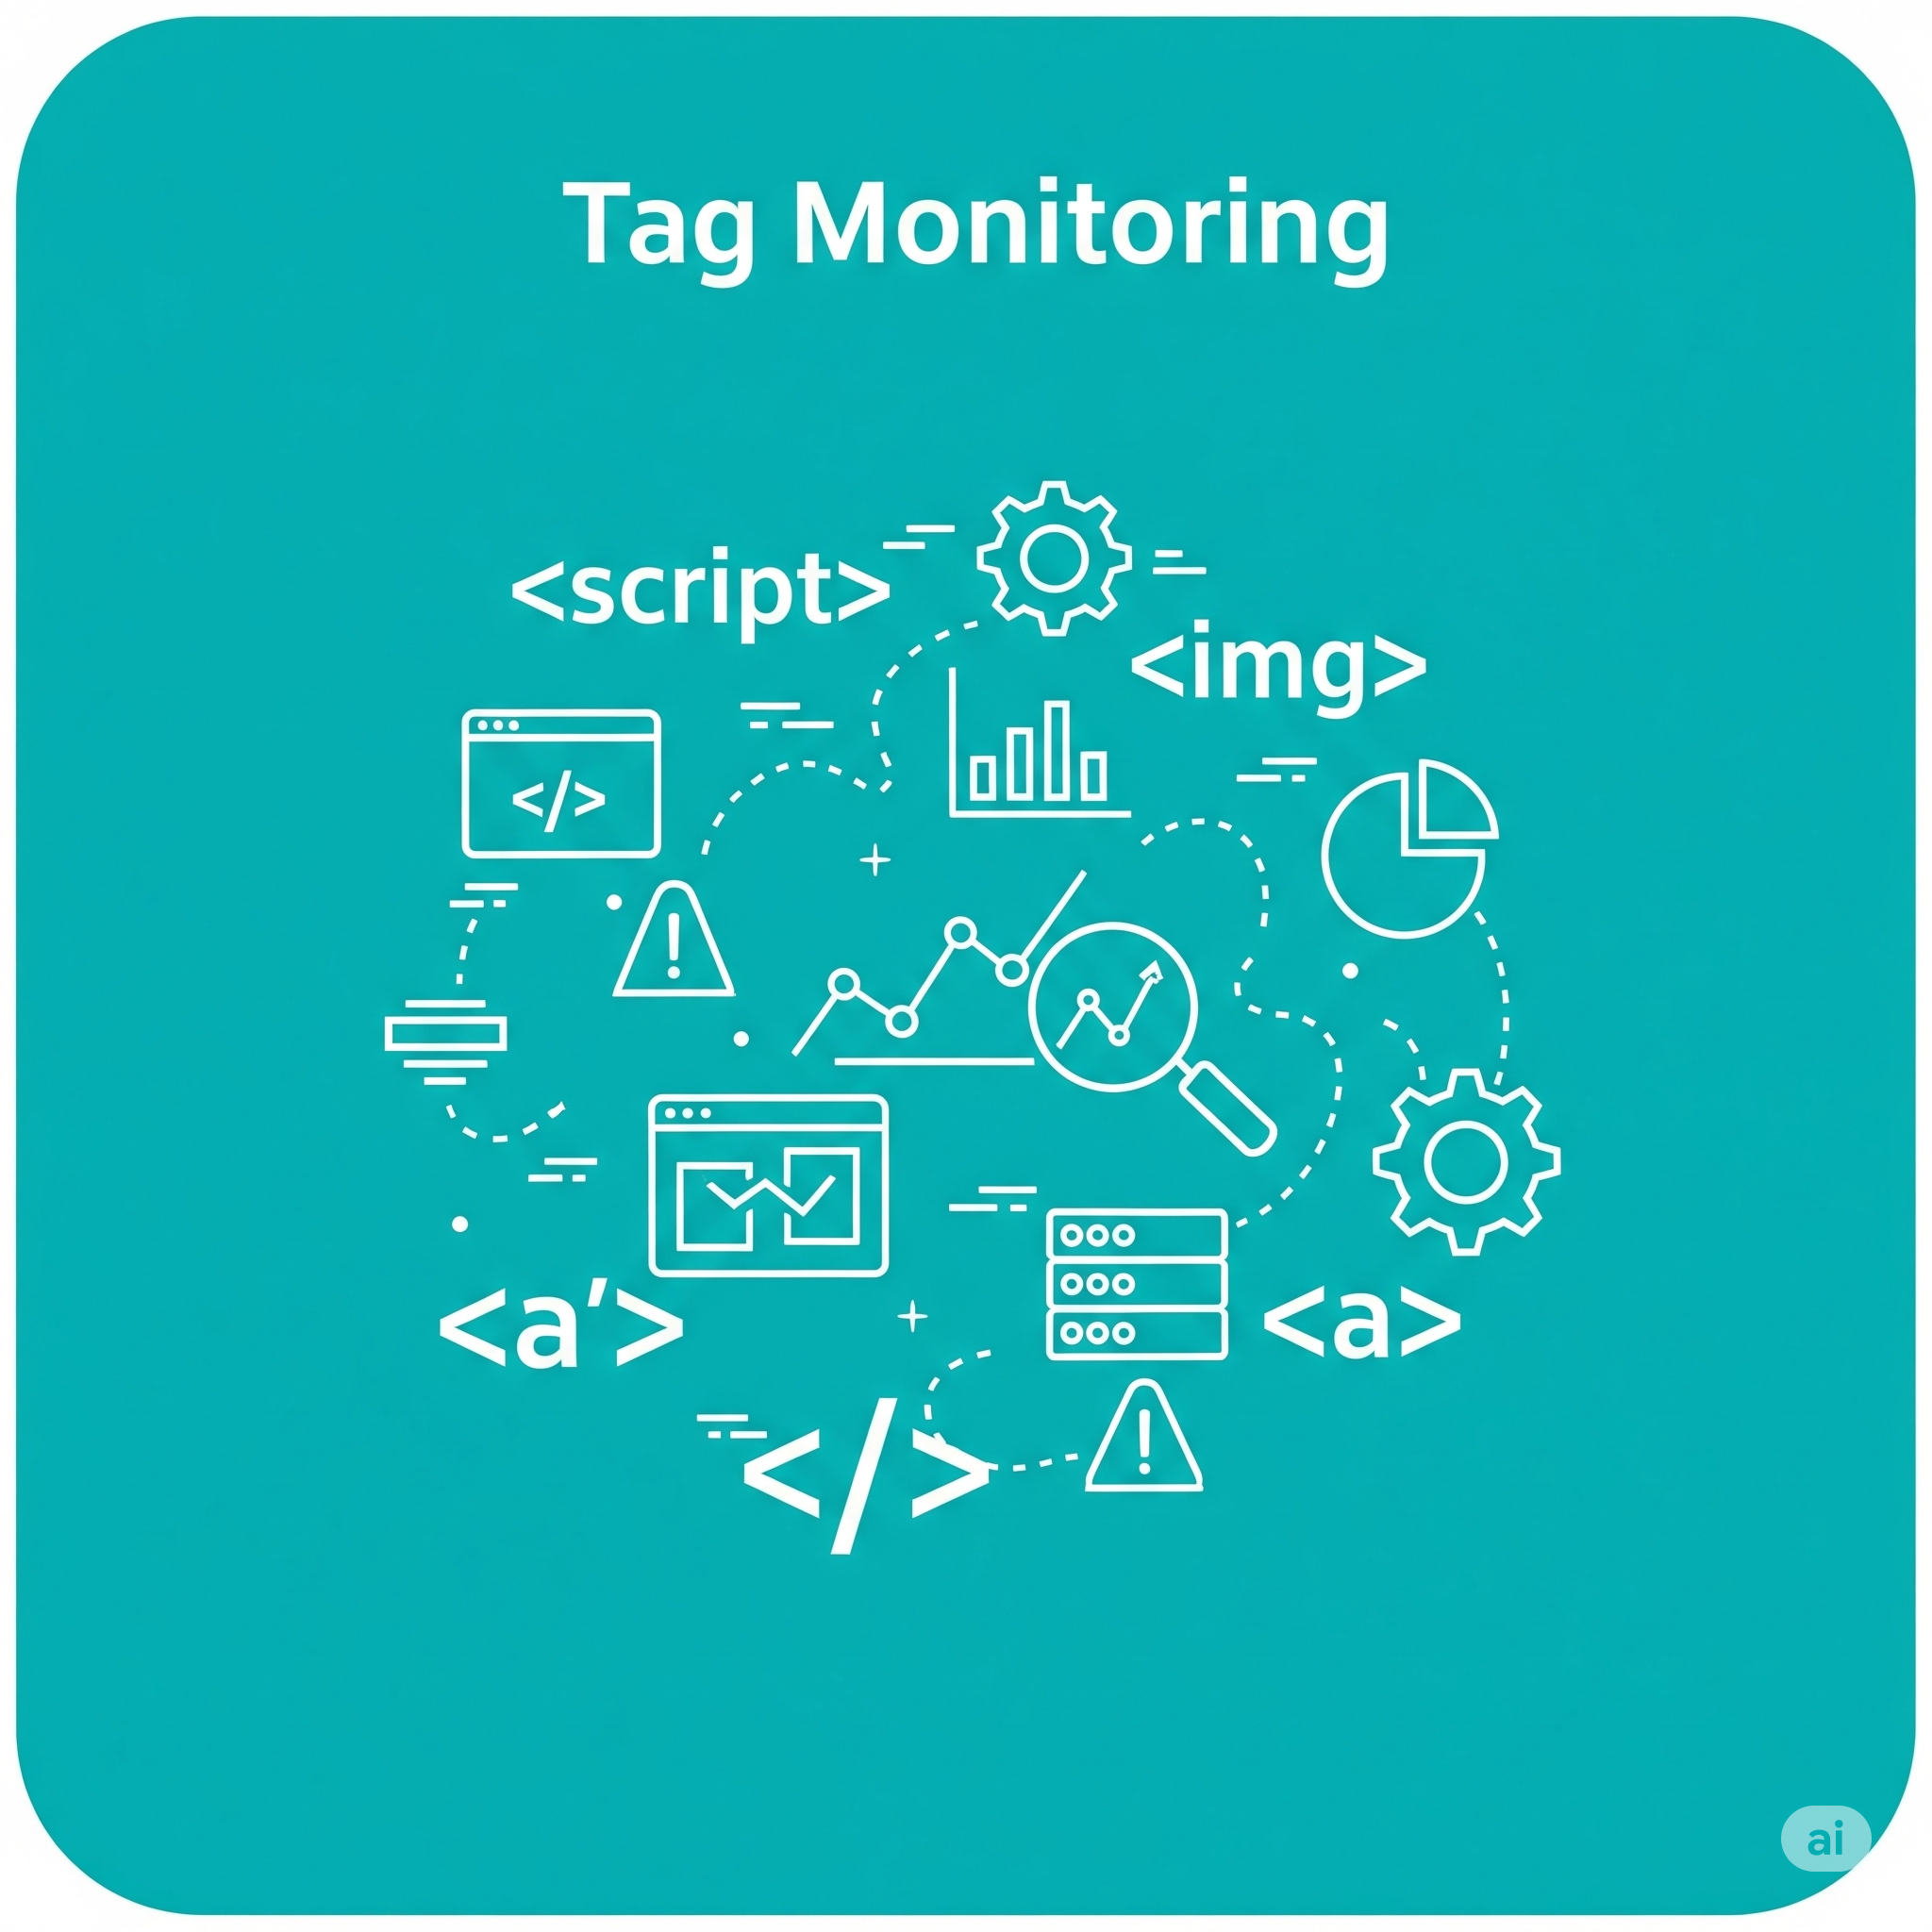 Tag Monitoring
<script>
<img>
</>
<a'>
<a>
</>
ai